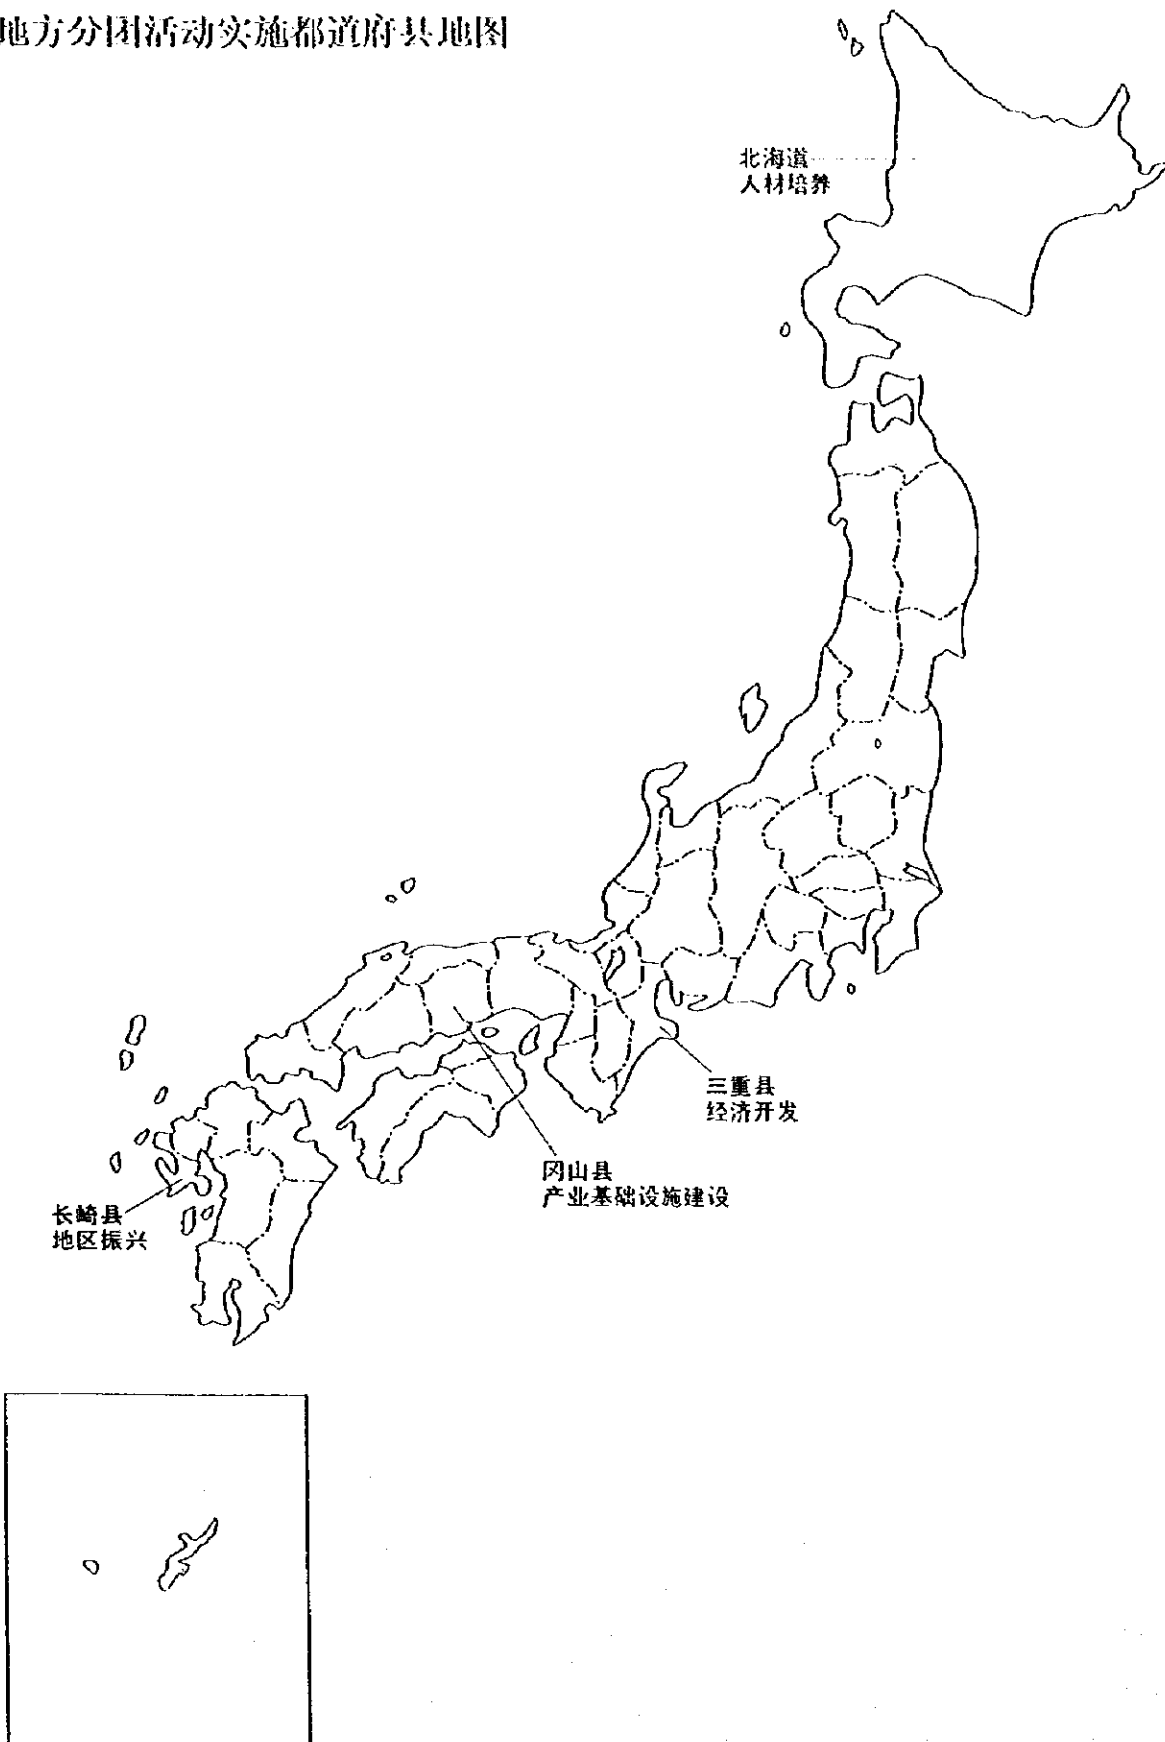 地方分团活动实施都道府县地图
北海道
人材培养
三重县
经济开发
冈山县
产业基础设施建设
长崎县
地区振兴